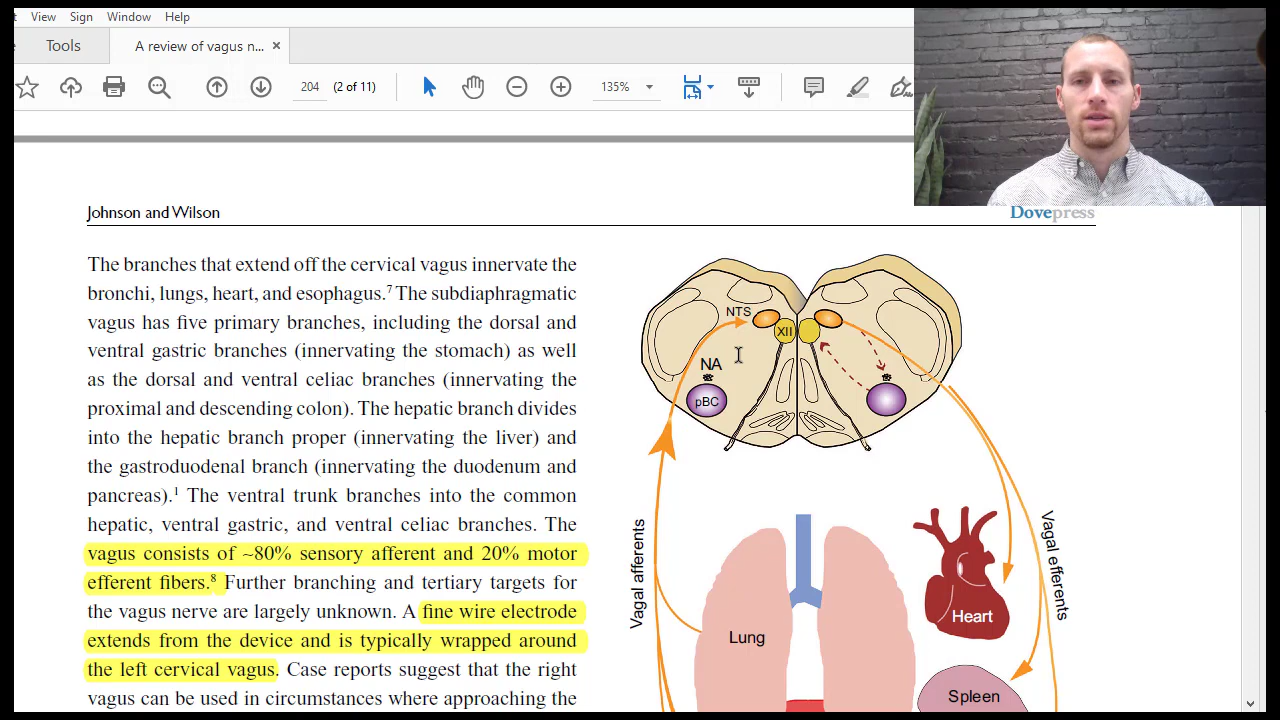 View Sign Window Help
Tools
A review of vagus n... ×
204 (2 of 11)
135%
Johnson and Wilson
Dovepress
The branches that extend off the cervical vagus innervate the
bronchi, lungs, heart, and esophagus.⁷ The subdiaphragmatic
vagus has five primary branches, including the dorsal and
ventral gastric branches (innervating the stomach) as well
as the dorsal and ventral celiac branches (innervating the
proximal and descending colon). The hepatic branch divides
into the hepatic branch proper (innervating the liver) and
the gastroduodenal branch (innervating the duodenum and
pancreas).¹ The ventral trunk branches into the common
hepatic, ventral gastric, and ventral celiac branches. The
vagus consists of ~80% sensory afferent and 20% motor
efferent fibers.⁸ Further branching and tertiary targets for
the vagus nerve are largely unknown. A fine wire electrode
extends from the device and is typically wrapped around
the left cervical vagus. Case reports suggest that the right
vagus can be used in circumstances where approaching the
NTS
XII
NA
pBC
Vagal afferents
Vagal efferents
Lung
Heart
Spleen